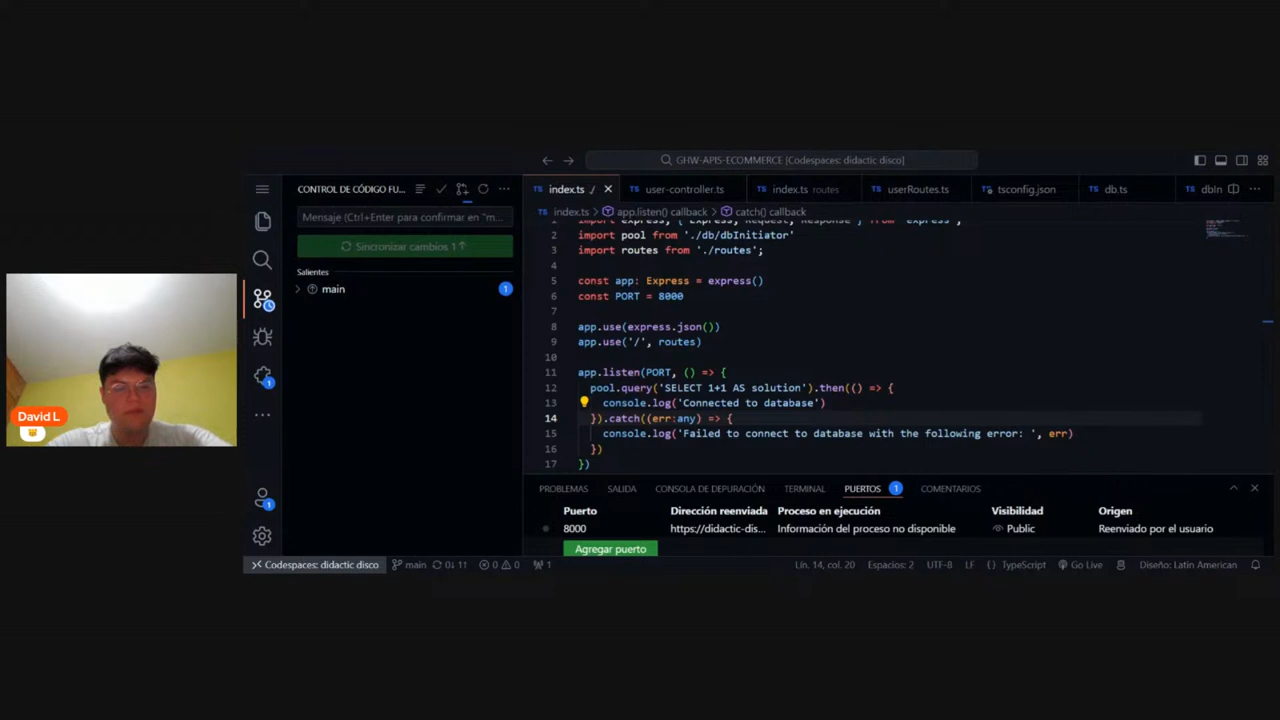 GHW-APIS-ECOMMERCE [Codespaces: didactic disco]
CONTROL DE CÓDIGO FU...
Mensaje (Ctrl+Enter para confirmar en "m...
Sincronizar cambios 1↑
Salientes
main 1
index.ts ./
user-controller.ts
index.ts routes
userRoutes.ts
tsconfig.json
db.ts
dbIn
index.ts > app.listen() callback > catch() callback
import express, { Express, Request, Response } from 'express';
2 import pool from './db/dbInitiator'
3 import routes from './routes';
4
5 const app: Express = express()
6 const PORT = 8000
7
8 app.use(express.json())
9 app.use('/', routes)
10
11 app.listen(PORT, () => {
12 pool.query('SELECT 1+1 AS solution').then(() => {
13 console.log('Connected to database')
14 }).catch((err:any) => {
15 console.log('Failed to connect to database with the following error: ', err)
16 })
17 })
PROBLEMAS SALIDA CONSOLA DE DEPURACIÓN TERMINAL PUERTOS 1 COMENTARIOS
Puerto Dirección reenviada Proceso en ejecución Visibilidad Origen
8000 https://didactic-dis... Información del proceso no disponible Public Reenviado por el usuario
Agregar puerto
Codespaces: didactic disco main 0↓ 1↑ 0 0 1 Lín. 14, col. 20 Espacios: 2 UTF-8 LF {} TypeScript Go Live Diseño: Latin American
1
1
David L